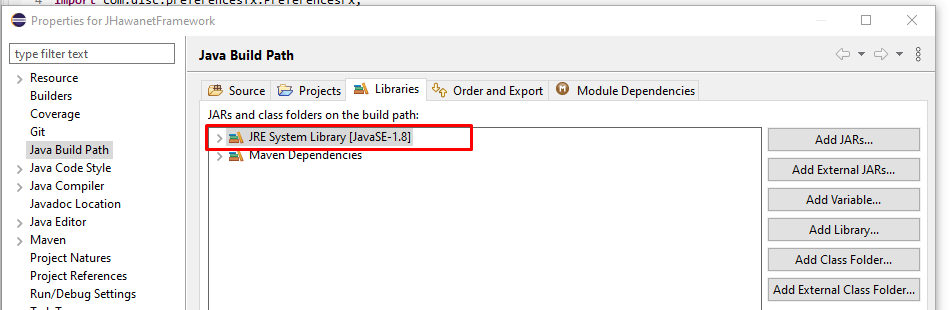 4 import com.dlsc.preferencesfx.PreferencesFx;
Properties for JHawanetFramework
type filter text
Resource
Builders
Coverage
Git
Java Build Path
Java Code Style
Java Compiler
Javadoc Location
Java Editor
Maven
Project Natures
Project References
Run/Debug Settings
Java Build Path
Source Projects Libraries Order and Export Module Dependencies
JARs and class folders on the build path:
JRE System Library [JavaSE-1.8]
Maven Dependencies
Add JARs...
Add External JARs...
Add Variable...
Add Library...
Add Class Folder...
Add External Class Folder...